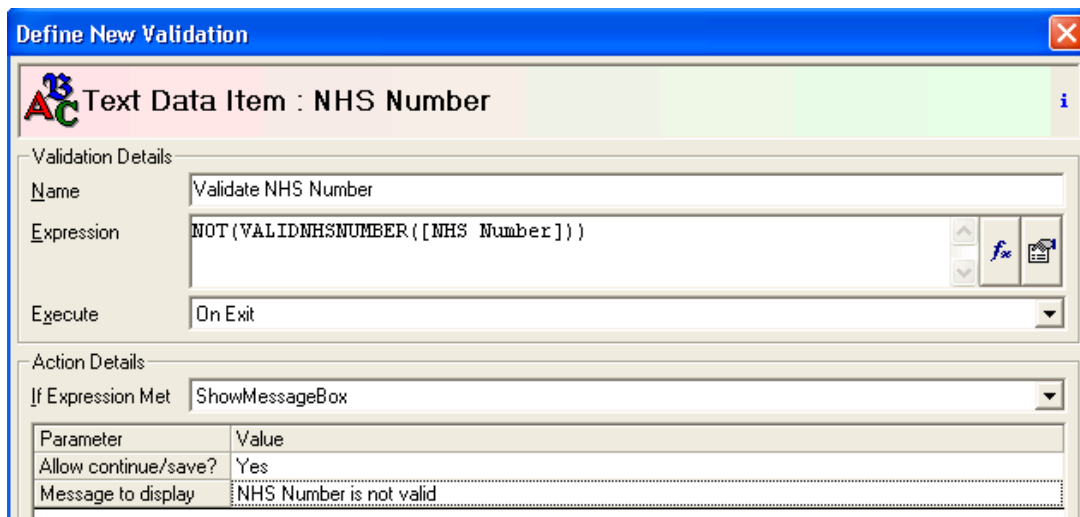 Define New Validation
ABC Text Data Item : NHS Number i
Validation Details
Name Validate NHS Number
Expression NOT(VALIDNHSNUMBER([NHS Number])) fx
Execute On Exit
Action Details
If Expression Met ShowMessageBox
Parameter Value
Allow continue/save? Yes
Message to display NHS Number is not valid